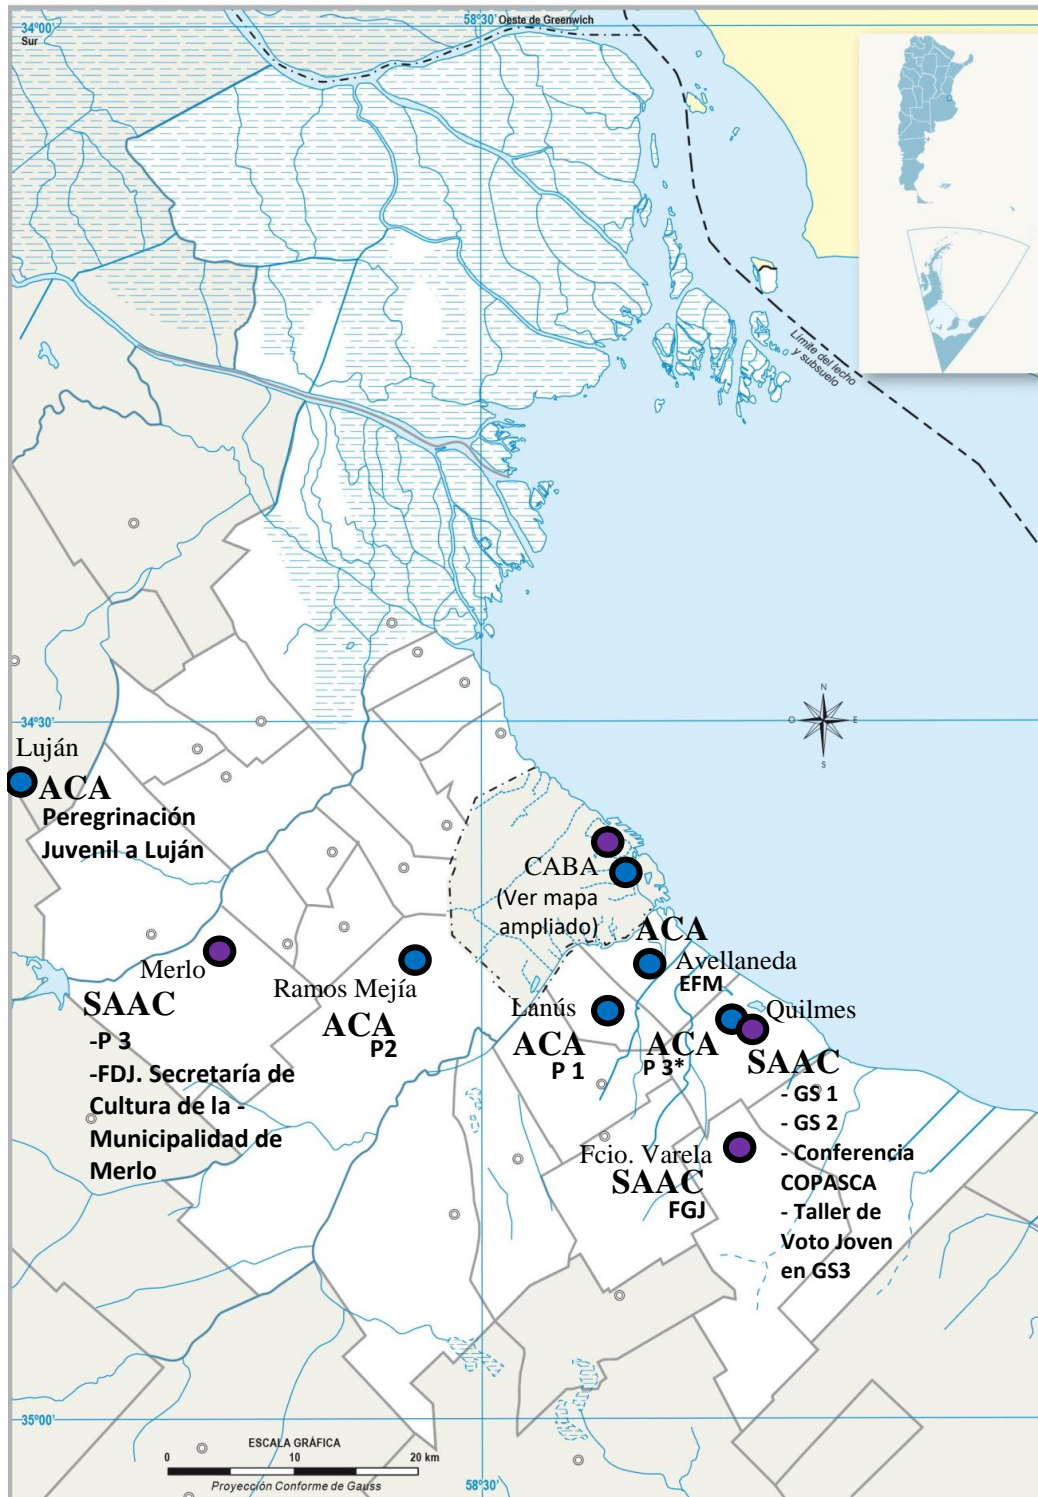 58°30' Oeste de Greenwich
34°00'
Sur
Límite del lecho
y subsuelo
N
O
E
S
34°30'
Luján
ACA
Peregrinación
Juvenil a Luján
CABA
(Ver mapa
ampliado)
ACA
Avellaneda
EFM
Merlo
SAAC
-P 3
-FDJ. Secretaría de
Cultura de la -
Municipalidad de
Merlo
Ramos Mejía
ACA
P2
Lanús
ACA
P 1
ACA
P 3*
Quilmes
SAAC
- GS 1
- GS 2
- Conferencia
COPASCA
- Taller de
Voto Joven
en GS3
Fcio. Varela
SAAC
FGJ
35°00'
ESCALA GRÁFICA
0 10 20 km
Proyección Conforme de Gauss
58°30'